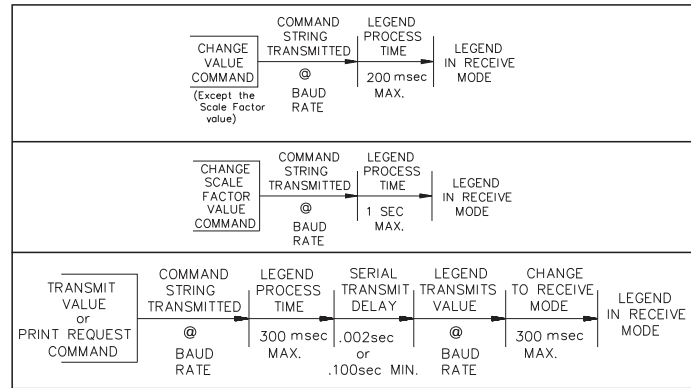 CHANGE
VALUE
COMMAND
(Except the
Scale Factor
value)
COMMAND
STRING
TRANSMITTED
@
BAUD
RATE
LEGEND
PROCESS
TIME
200 msec
MAX.
LEGEND
IN RECEIVE
MODE
CHANGE
SCALE
FACTOR
VALUE
COMMAND
COMMAND
STRING
TRANSMITTED
@
BAUD
RATE
LEGEND
PROCESS
TIME
1 SEC
MAX.
LEGEND
IN RECEIVE
MODE
TRANSMIT
VALUE
or
PRINT REQUEST
COMMAND
COMMAND
STRING
TRANSMITTED
@
BAUD
RATE
LEGEND
PROCESS
TIME
300 msec
MAX.
SERIAL
TRANSMIT
DELAY
.002sec
or
.100sec MIN.
LEGEND
TRANSMITS
VALUE
@
BAUD
RATE
CHANGE
TO RECEIVE
MODE
300 msec
MAX.
LEGEND
IN RECEIVE
MODE